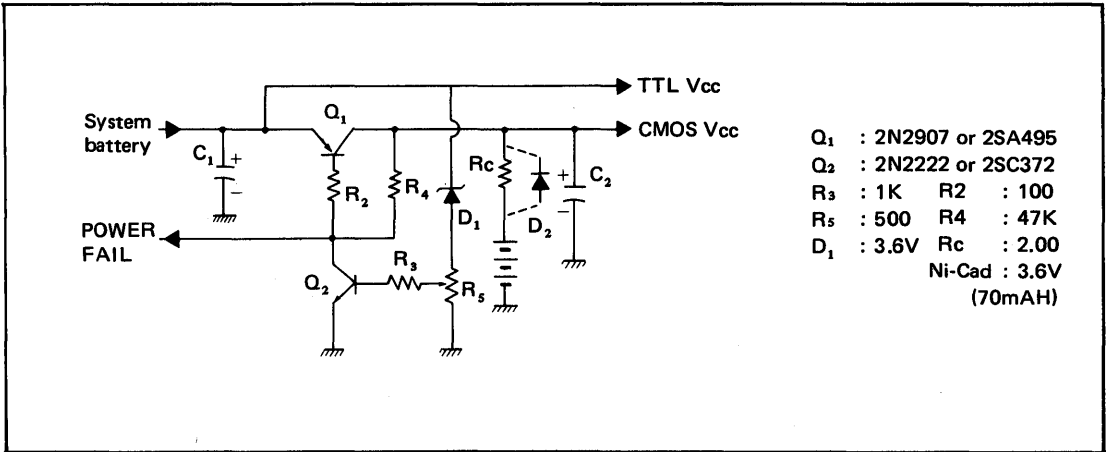 TTL Vcc
System
battery
Q₁
CMOS Vcc
C₁
+
−
R₂
R₄
Rc
D₁
D₂
+
C₂
−
POWER
FAIL
Q₂
R₃
R₅
Q₁ : 2N2907 or 2SA495
Q₂ : 2N2222 or 2SC372
R₃ : 1K R2 : 100
R₅ : 500 R4 : 47K
D₁ : 3.6V Rc : 2.00
Ni-Cad : 3.6V
(70mAH)